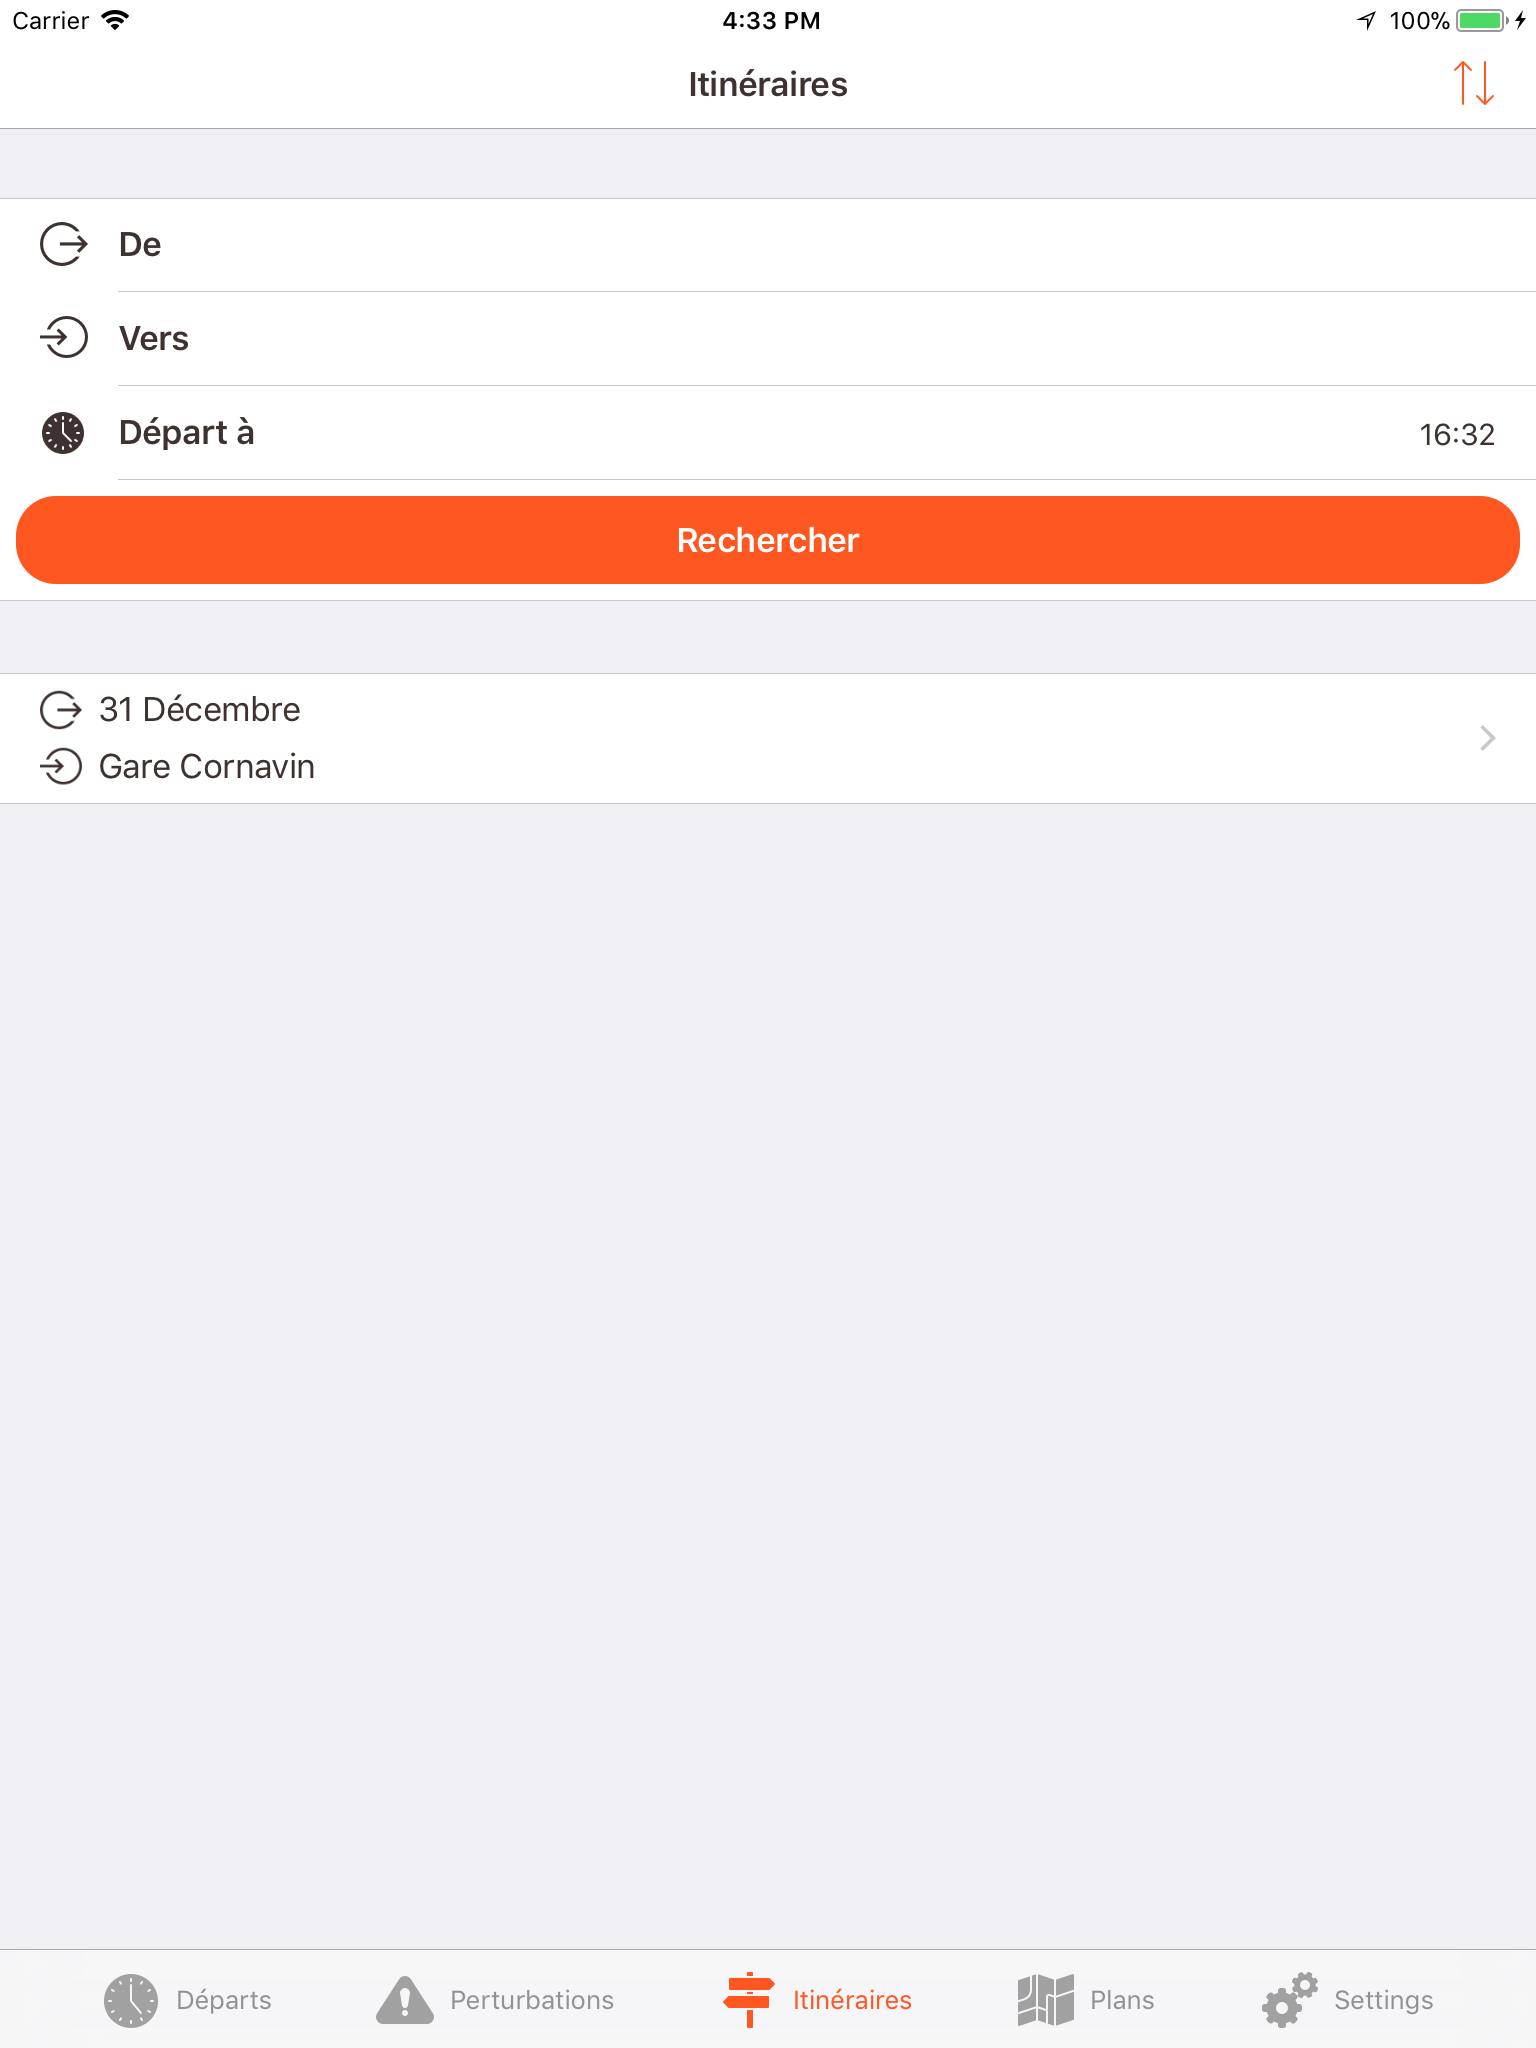 Carrier 4:33 PM 100%
Itinéraires
De
Vers
Départ à 16:32
Rechercher
31 Décembre
Gare Cornavin
Départs Perturbations Itinéraires Plans Settings